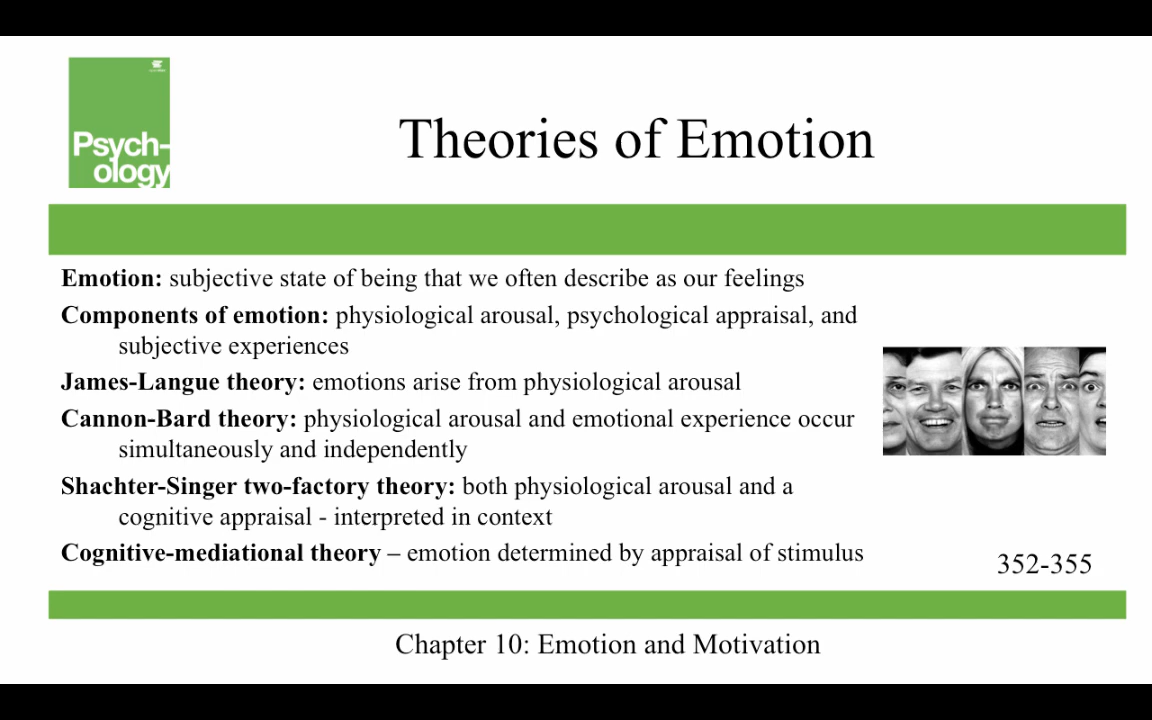 Psych-
ology
Theories of Emotion
Emotion: subjective state of being that we often describe as our feelings
Components of emotion: physiological arousal, psychological appraisal, and
subjective experiences
James-Langue theory: emotions arise from physiological arousal
Cannon-Bard theory: physiological arousal and emotional experience occur
simultaneously and independently
Shachter-Singer two-factory theory: both physiological arousal and a
cognitive appraisal - interpreted in context
Cognitive-mediational theory – emotion determined by appraisal of stimulus
352-355
Chapter 10: Emotion and Motivation